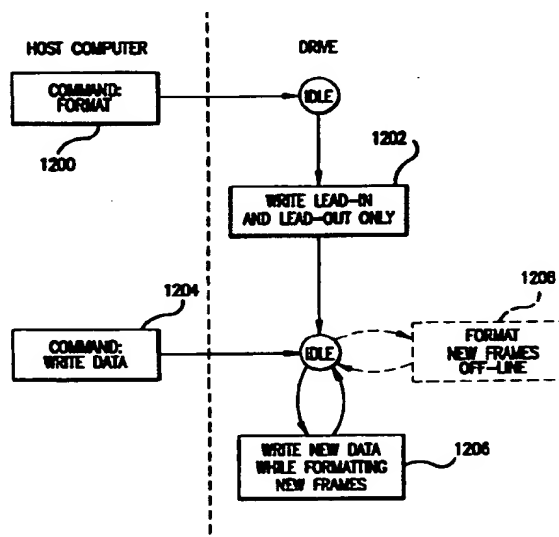 HOST COMPUTER
DRIVE
COMMAND:
FORMAT
1200
IDLE
1202
WRITE LEAD-IN
AND LEAD-OUT ONLY
1204
COMMAND:
WRITE DATA
IDLE
1208
FORMAT
NEW FRAMES
OFF-LINE
WRITE NEW DATA
WHILE FORMATTING
NEW FRAMES
1206